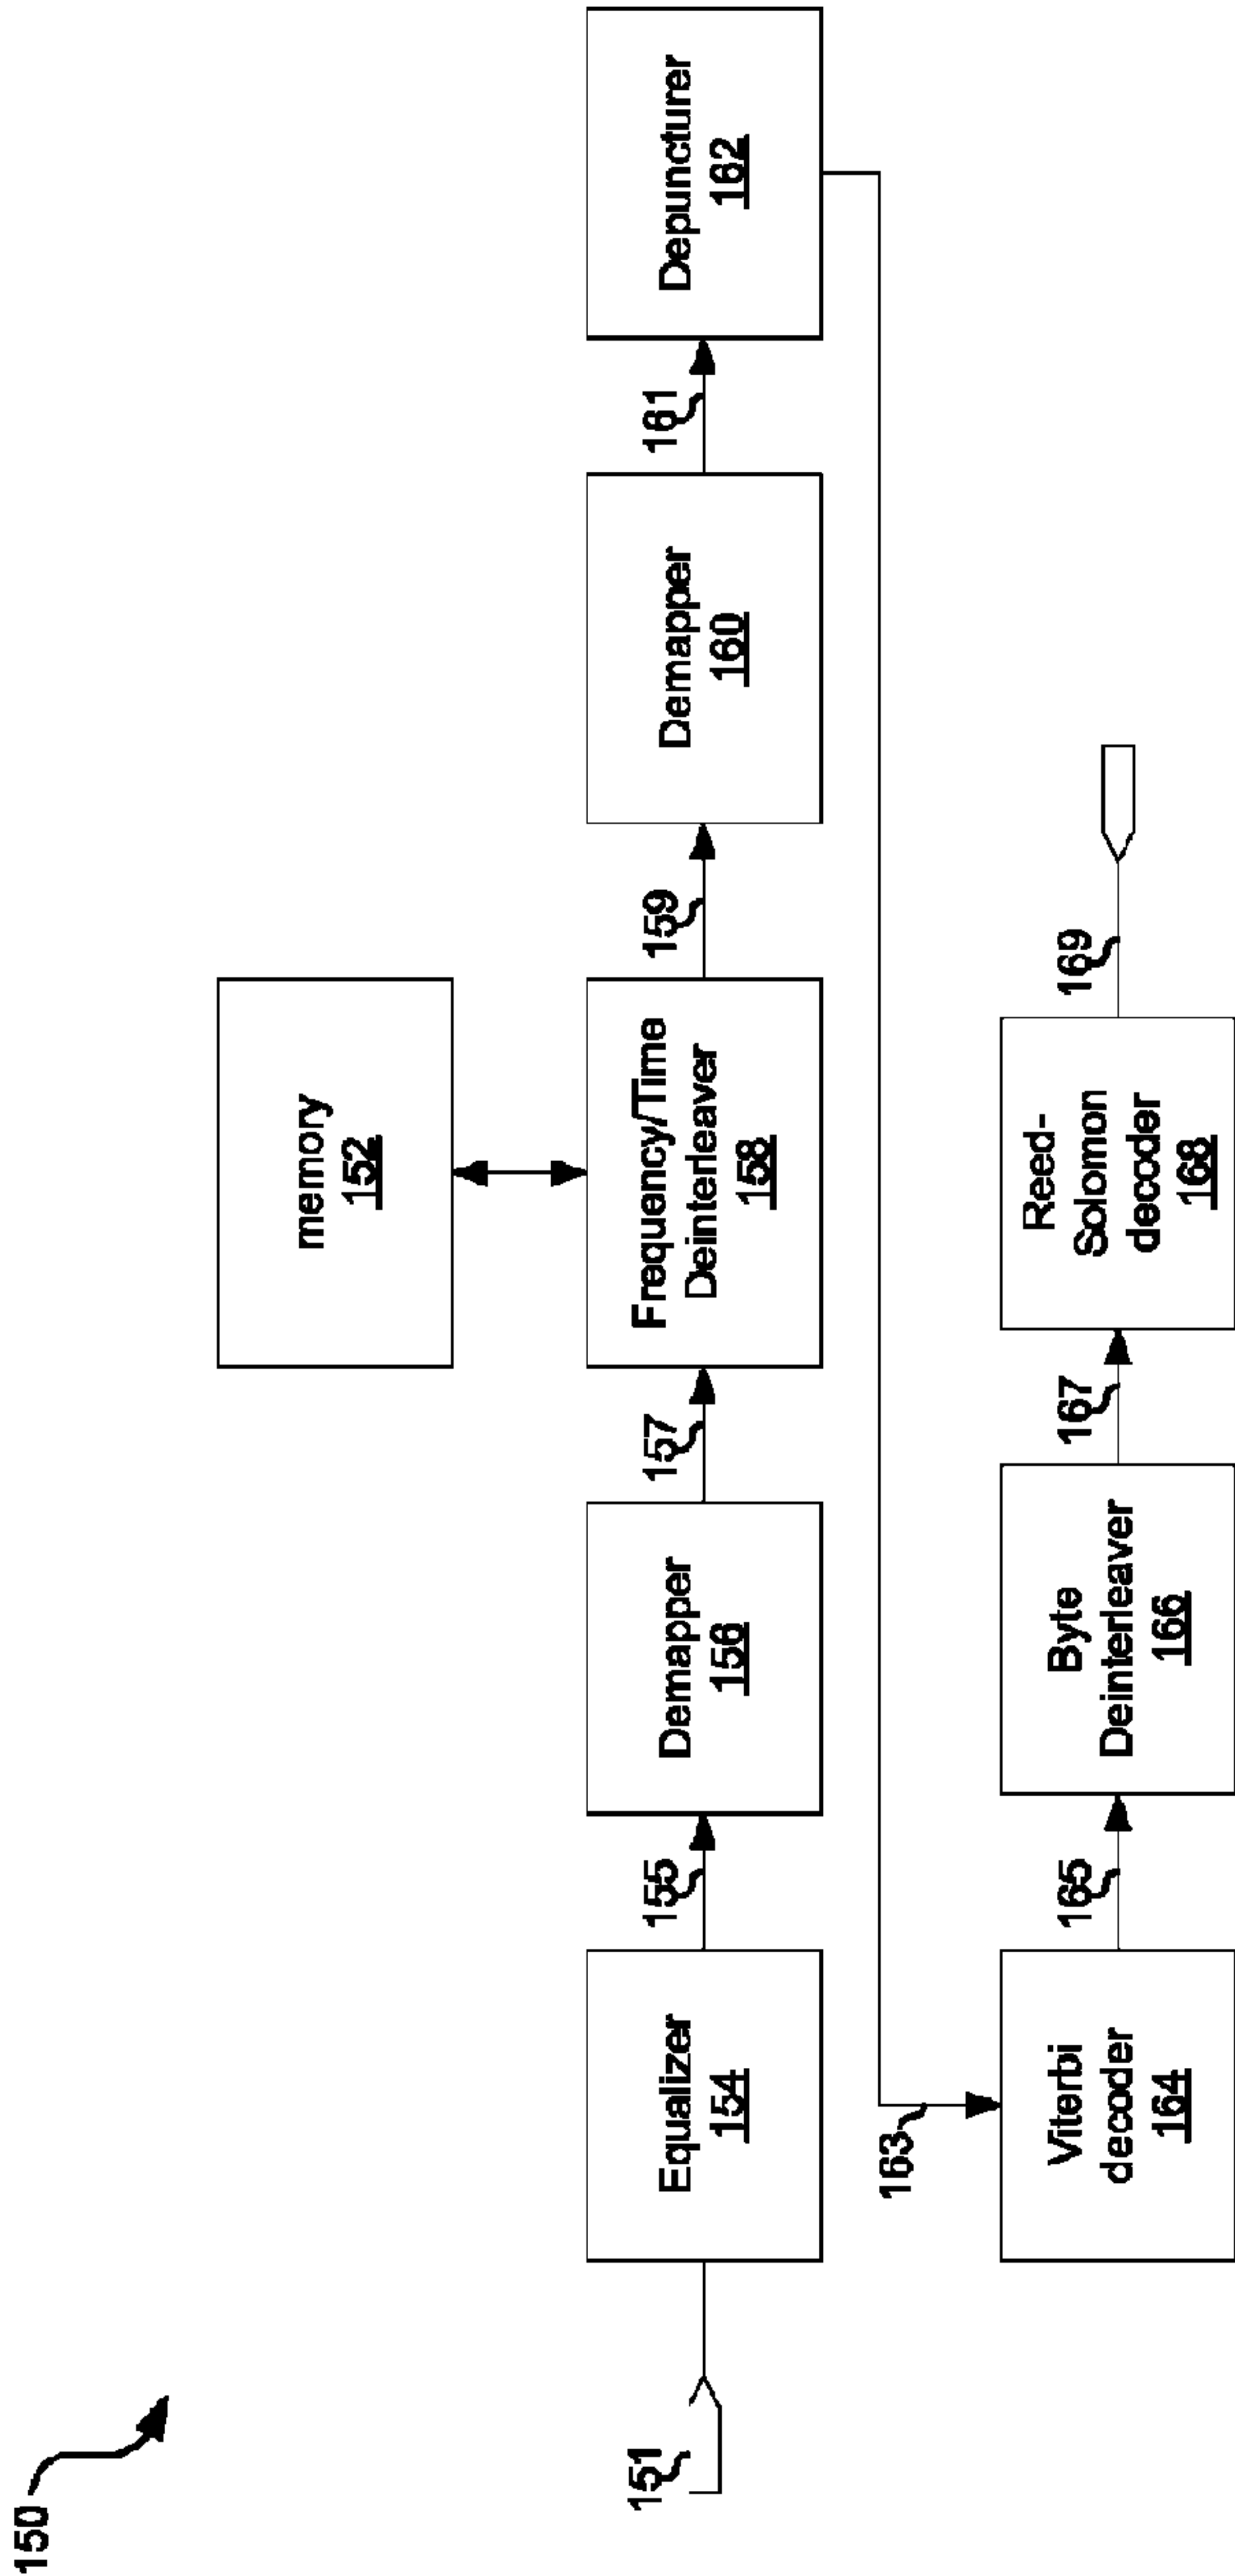 150
memory
152
151
Equalizer
154
155
Demapper
156
157
Frequency/Time
Deinterleaver
158
159
Demapper
160
161
Depuncturer
162
163
Viterbi
decoder
164
165
Byte
Deinterleaver
166
167
Reed-
Solomon
decoder
168
169